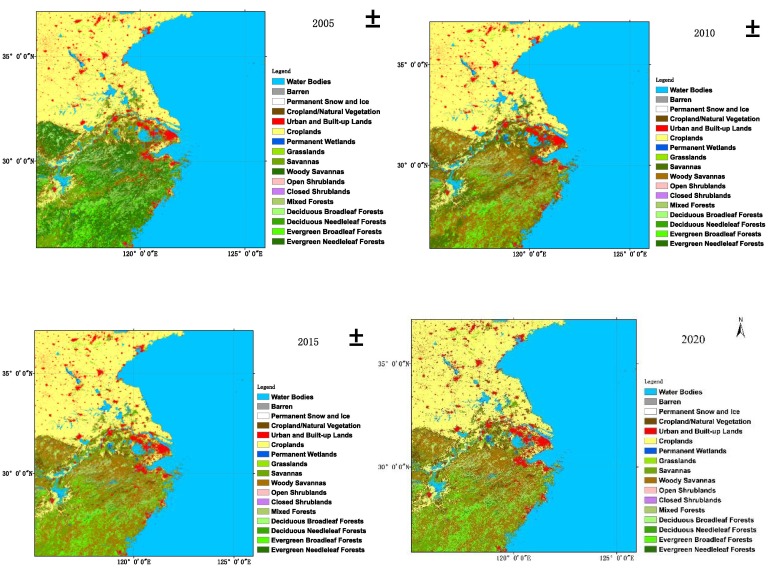 2005
±
35° 0′0″N
30° 0′0″N
120° 0′0″E
125° 0′0″E
Legend
Water Bodies
Barren
Permanent Snow and Ice
Cropland/Natural Vegetation
Urban and Built-up Lands
Croplands
Permanent Wetlands
Grasslands
Savannas
Woody Savannas
Open Shrublands
Closed Shrublands
Mixed Forests
Deciduous Broadleaf Forests
Deciduous Needleleaf Forests
Evergreen Broadleaf Forests
Evergreen Needleleaf Forests
2010
±
35° 0′0″N
30° 0′0″N
120° 0′0″E
125° 0′0″E
Legend
Water Bodies
Barren
Permanent Snow and Ice
Cropland/Natural Vegetation
Urban and Built-up Lands
Croplands
Permanent Wetlands
Grasslands
Savannas
Woody Savannas
Open Shrublands
Closed Shrublands
Mixed Forests
Deciduous Broadleaf Forests
Deciduous Needleleaf Forests
Evergreen Broadleaf Forests
Evergreen Needleleaf Forests
2015
±
35° 0′0″N
30° 0′0″N
120° 0′0″E
125° 0′0″E
Legend
Water Bodies
Barren
Permanent Snow and Ice
Cropland/Natural Vegetation
Urban and Built-up Lands
Croplands
Permanent Wetlands
Grasslands
Savannas
Woody Savannas
Open Shrublands
Closed Shrublands
Mixed Forests
Deciduous Broadleaf Forests
Deciduous Needleleaf Forests
Evergreen Broadleaf Forests
Evergreen Needleleaf Forests
2020
N
35° 0′0″N
30° 0′0″N
120° 0′0″E
125° 0′0″E
Legend
Water Bodies
Barren
Permanent Snow and Ice
Cropland/Natural Vegetation
Urban and Built-up Lands
Croplands
Permanent Wetlands
Grasslands
Savannas
Woody Savannas
Open Shrublands
Closed Shrublands
Mixed Forests
Deciduous Broadleaf Forests
Deciduous Needleleaf Forests
Evergreen Broadleaf Forests
Evergreen Needleleaf Forests